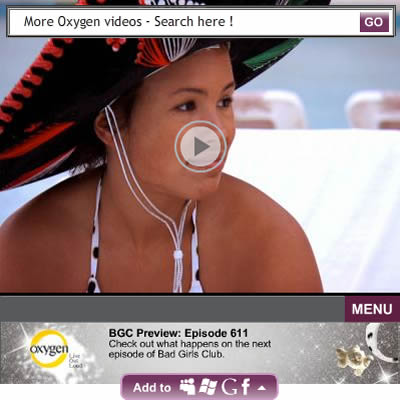 More Oxygen videos - Search here !
GO
MENU
BGC Preview: Episode 611
Check out what happens on the next
episode of Bad Girls Club.
oxygen
Live
Out
Loud
Add to G f